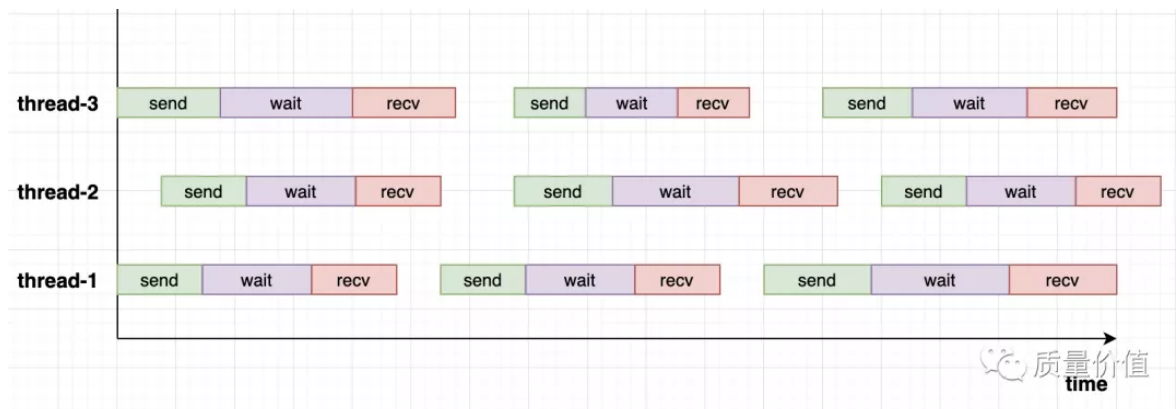 thread-3 send wait recv send wait recv send wait recv
thread-2 send wait recv send wait recv send wait recv
thread-1 send wait recv send wait recv send wait recv
质量价值
time